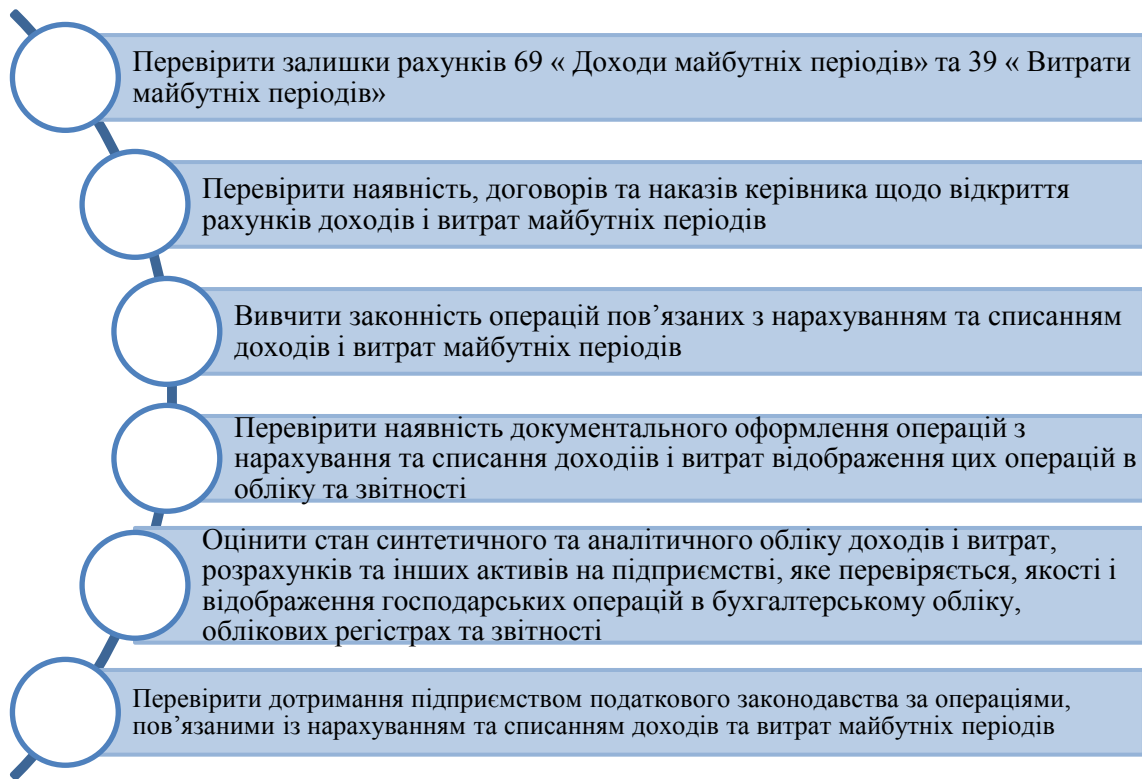 Перевірити залишки рахунків 69 « Доходи майбутніх періодів» та 39 « Витрати
майбутніх періодів»
Перевірити наявність, договорів та наказів керівника щодо відкриття
рахунків доходів і витрат майбутніх періодів
Вивчити законність операцій пов’язаних з нарахуванням та списанням
доходів і витрат майбутніх періодів
Перевірити наявність документального оформлення операцій з
нарахування та списання доходіів і витрат відображення цих операцій в
обліку та звітності
Оцінити стан синтетичного та аналітичного обліку доходів і витрат,
розрахунків та інших активів на підприємстві, яке перевіряється, якості і
відображення господарських операцій в бухгалтерському обліку,
облікових регістрах та звітності
Перевірити дотримання підприємством податкового законодавства за операціями,
пов’язаними із нарахуванням та списанням доходів та витрат майбутніх періодів